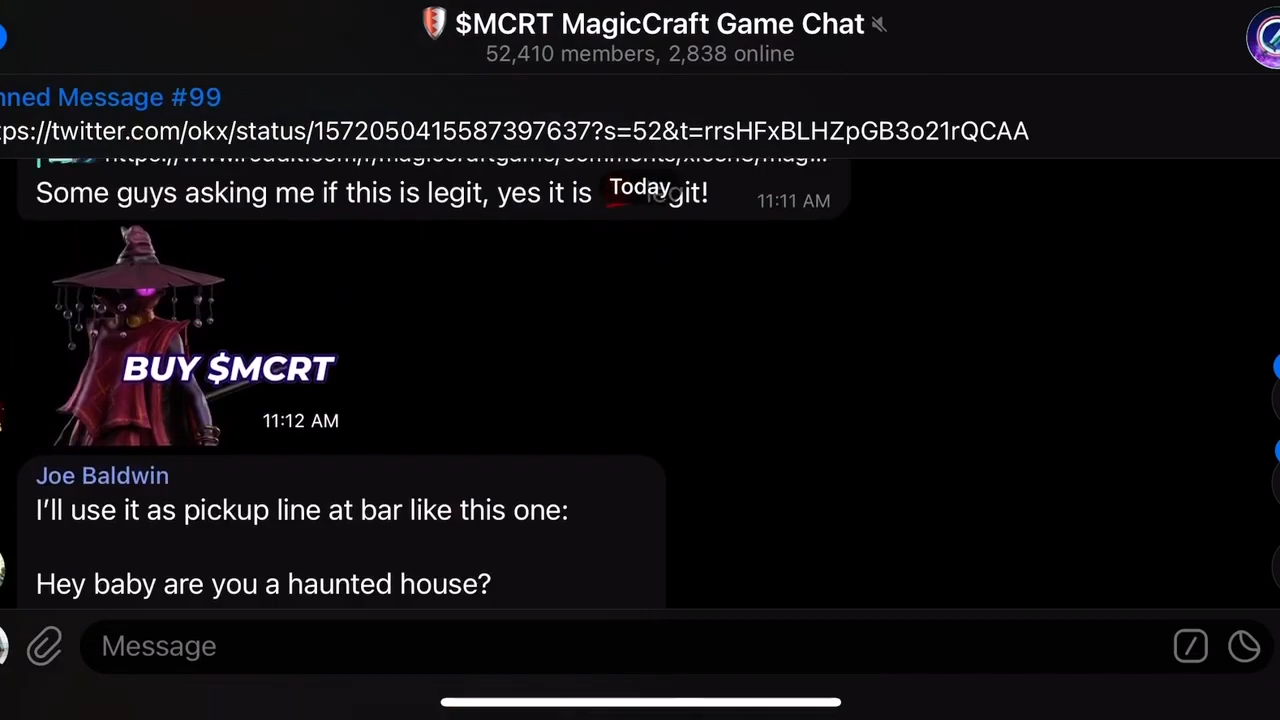 $MCRT MagicCraft Game Chat
52,410 members, 2,838 online
nned Message #99
ps://twitter.com/okx/status/1572050415587397637?s=52&t=rrsHFxBLHZpGB3o21rQCAA
Some guys asking me if this is legit, yes it is git!
Today
11:11 AM
BUY $MCRT
11:12 AM
Joe Baldwin
I'll use it as pickup line at bar like this one:
Hey baby are you a haunted house?
Message